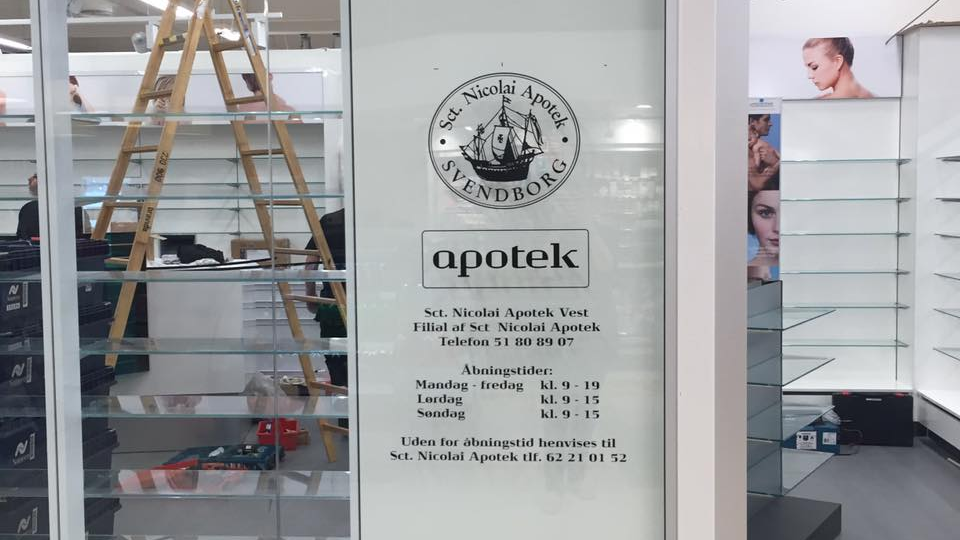 Sct. Nicolai Apotek
SVENDBORG
apotek
Sct. Nicolai Apotek Vest
Filial af Sct Nicolai Apotek
Telefon 51 80 89 07
Åbningstider:
Mandag - fredag kl. 9 - 19
Lørdag kl. 9 - 15
Søndag kl. 9 - 15
Uden for åbningstid henvises til
Sct. Nicolai Apotek tlf. 62 21 01 52